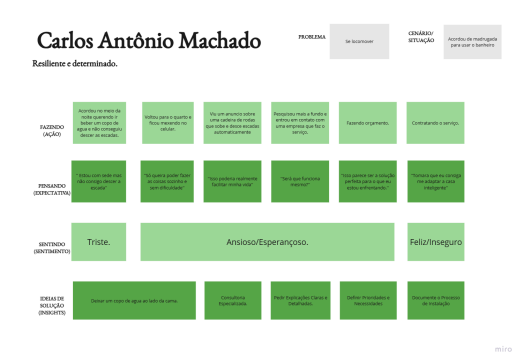 Carlos Antônio Machado
Resiliente e determinado.
PROBLEMA
Se locomover
CENÁRIO/
SITUAÇÃO
Acordou de madrugada
para usar o banheiro
FAZENDO
(AÇÃO)
Acordou no meio da
noite querendo ir
beber um copo de
agua e não conseguiu
descer as escadas.
Voltou para o quarto e
ficou mexendo no
celular.
Viu um anuncio sobre
uma cadeira de rodas
que sobe e desce escadas
automaticamente
Pesquisou mais a fundo e
entrou em contato com
uma empresa que faz o
serviço.
Fazendo orçamento.
Contratando o serviço.
PENSANDO
(EXPECTATIVA)
" Estou com sede mas
não consigo descer a
escada"
"Só queria poder fazer
as coisas sozinho e
sem dificuldade"
"Isso poderia realmente
facilitar minha vida"
"Será que funciona
mesmo?"
"Isso parece ser a solução
perfeita para o que eu
estou enfrentando."
"Tomara que eu consiga
me adaptar a casa
inteligente"
SENTINDO
(SENTIMENTO)
Triste.
Ansioso/Esperançoso.
Feliz/Inseguro
IDEIAS DE
SOLUÇÃO
(INSIGHTS)
Deixar um copo de agua ao lado da cama.
Consultoria
Especializada
Pedir Explicações Claras e
Detalhadas.
Definir Prioridades e
Necessidades
Documente o Processo
de Instalação
miro